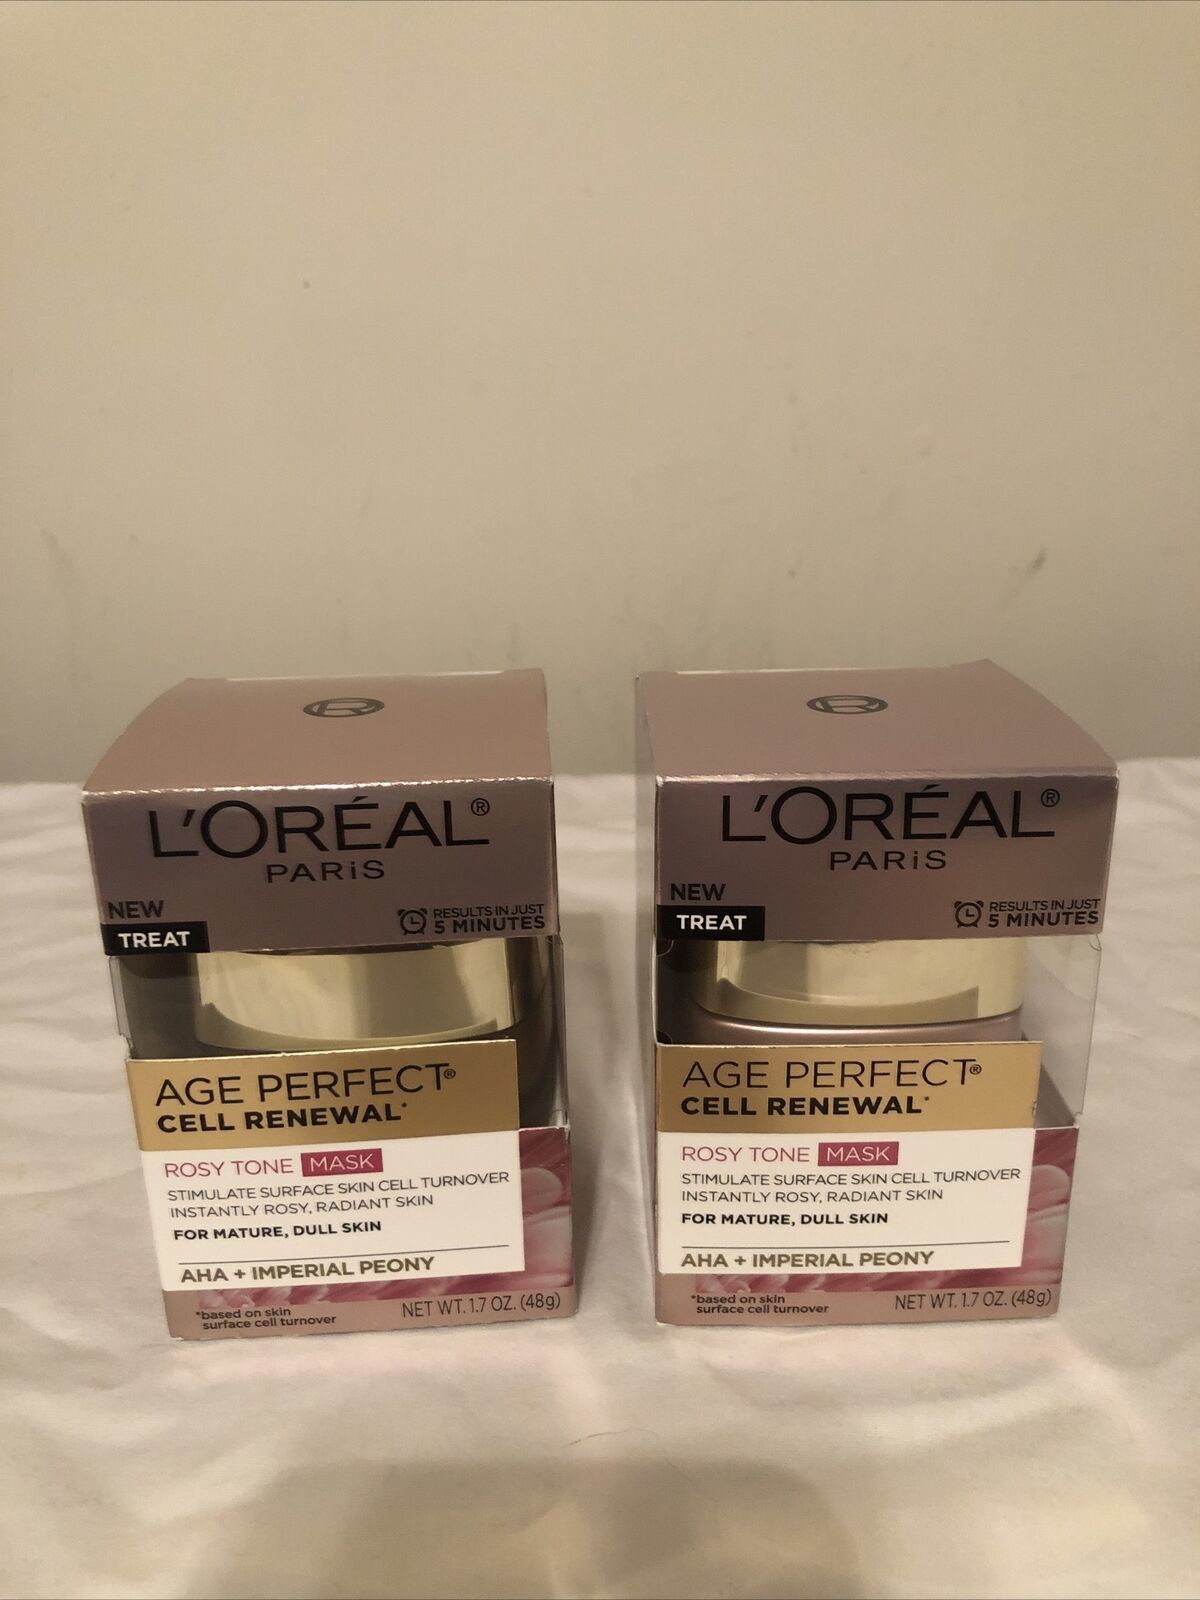 L'ORÉAL®
PARiS
NEW
TREAT
RESULTS IN JUST
5 MINUTES
AGE PERFECT®
CELL RENEWAL*
ROSY TONE MASK
STIMULATE SURFACE SKIN CELL TURNOVER
INSTANTLY ROSY, RADIANT SKIN
FOR MATURE, DULL SKIN
AHA + IMPERIAL PEONY
*based on skin
surface cell turnover
NET WT. 1.7 OZ. (48g)
L'ORÉAL®
PARiS
NEW
TREAT
RESULTS IN JUST
5 MINUTES
AGE PERFECT®
CELL RENEWAL*
ROSY TONE MASK
STIMULATE SURFACE SKIN CELL TURNOVER
INSTANTLY ROSY, RADIANT SKIN
FOR MATURE, DULL SKIN
AHA + IMPERIAL PEONY
*based on skin
surface cell turnover
NET WT. 1.7 OZ. (48g)